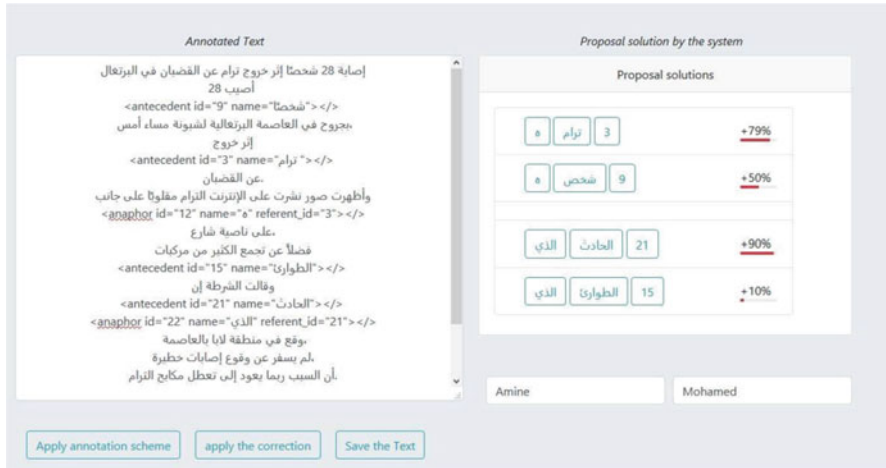 Annotated Text
إصابة 28 شخصًا إثر خروج ترام عن القضبان في البرتغال
أصيب 28
<antecedent id="9" name="شخصًا"></>
،بجروح في العاصمة البرتغالية لشبونة مساء أمس
إثر خروج
<antecedent id="3" name="ترام "></>
.عن القضبان
وأظهرت صور نشرت على الإنترنت الترام مقلوبًا على جانب
<anaphor id="12" name="ه" referent_id="3"></>
،على ناصية شارع
فضلاً عن تجمع الكثير من مركبات
<antecedent id="15" name="الطوارئ"></>
وقالت الشرطة إن
<antecedent id="21" name="الحادث"></>
<anaphor id="22" name="الذي" referent_id="21"></>
،وقع في منطقة لابا بالعاصمة
،لم يسفر عن وقوع إصابات خطيرة
.أن السبب ربما يعود إلى تعطل مكابح الترام
Apply annotation scheme
apply the correction
Save the Text
Proposal solution by the system
Proposal solutions
ه ترام 3 +79%
ه شخص 9 +50%
الذي الحادث 21 +90%
الذي الطوارئ 15 +10%
Amine
Mohamed